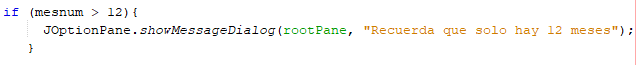 if (mesnum > 12){
JOptionPane.showMessageDialog(rootPane, "Recuerda que solo hay 12 meses");
}